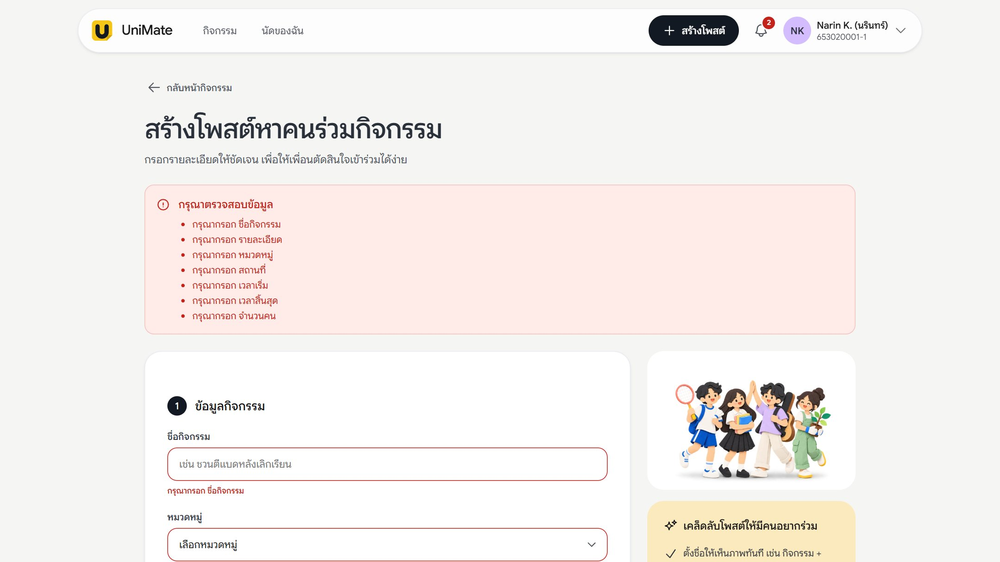 UniMate
กิจกรรม
นัดของฉัน
สร้างโพสต์
2
NK
Narin K. (นรินทร์)
653020001-1
กลับหน้ากิจกรรม
สร้างโพสต์หาคนร่วมกิจกรรม
กรอกรายละเอียดให้ชัดเจน เพื่อให้เพื่อนตัดสินใจเข้าร่วมได้ง่าย
กรุณาตรวจสอบข้อมูล
กรุณากรอก ชื่อกิจกรรม
กรุณากรอก รายละเอียด
กรุณากรอก หมวดหมู่
กรุณากรอก สถานที่
กรุณากรอก เวลาเริ่ม
กรุณากรอก เวลาสิ้นสุด
กรุณากรอก จำนวนคน
1 ข้อมูลกิจกรรม
ชื่อกิจกรรม
เช่น ชวนตีแบดหลังเลิกเรียน
กรุณากรอก ชื่อกิจกรรม
หมวดหมู่
เลือกหมวดหมู่
เคล็ดลับโพสต์ให้มีคนอยากร่วม
ตั้งชื่อให้เห็นภาพทันที เช่น กิจกรรม +